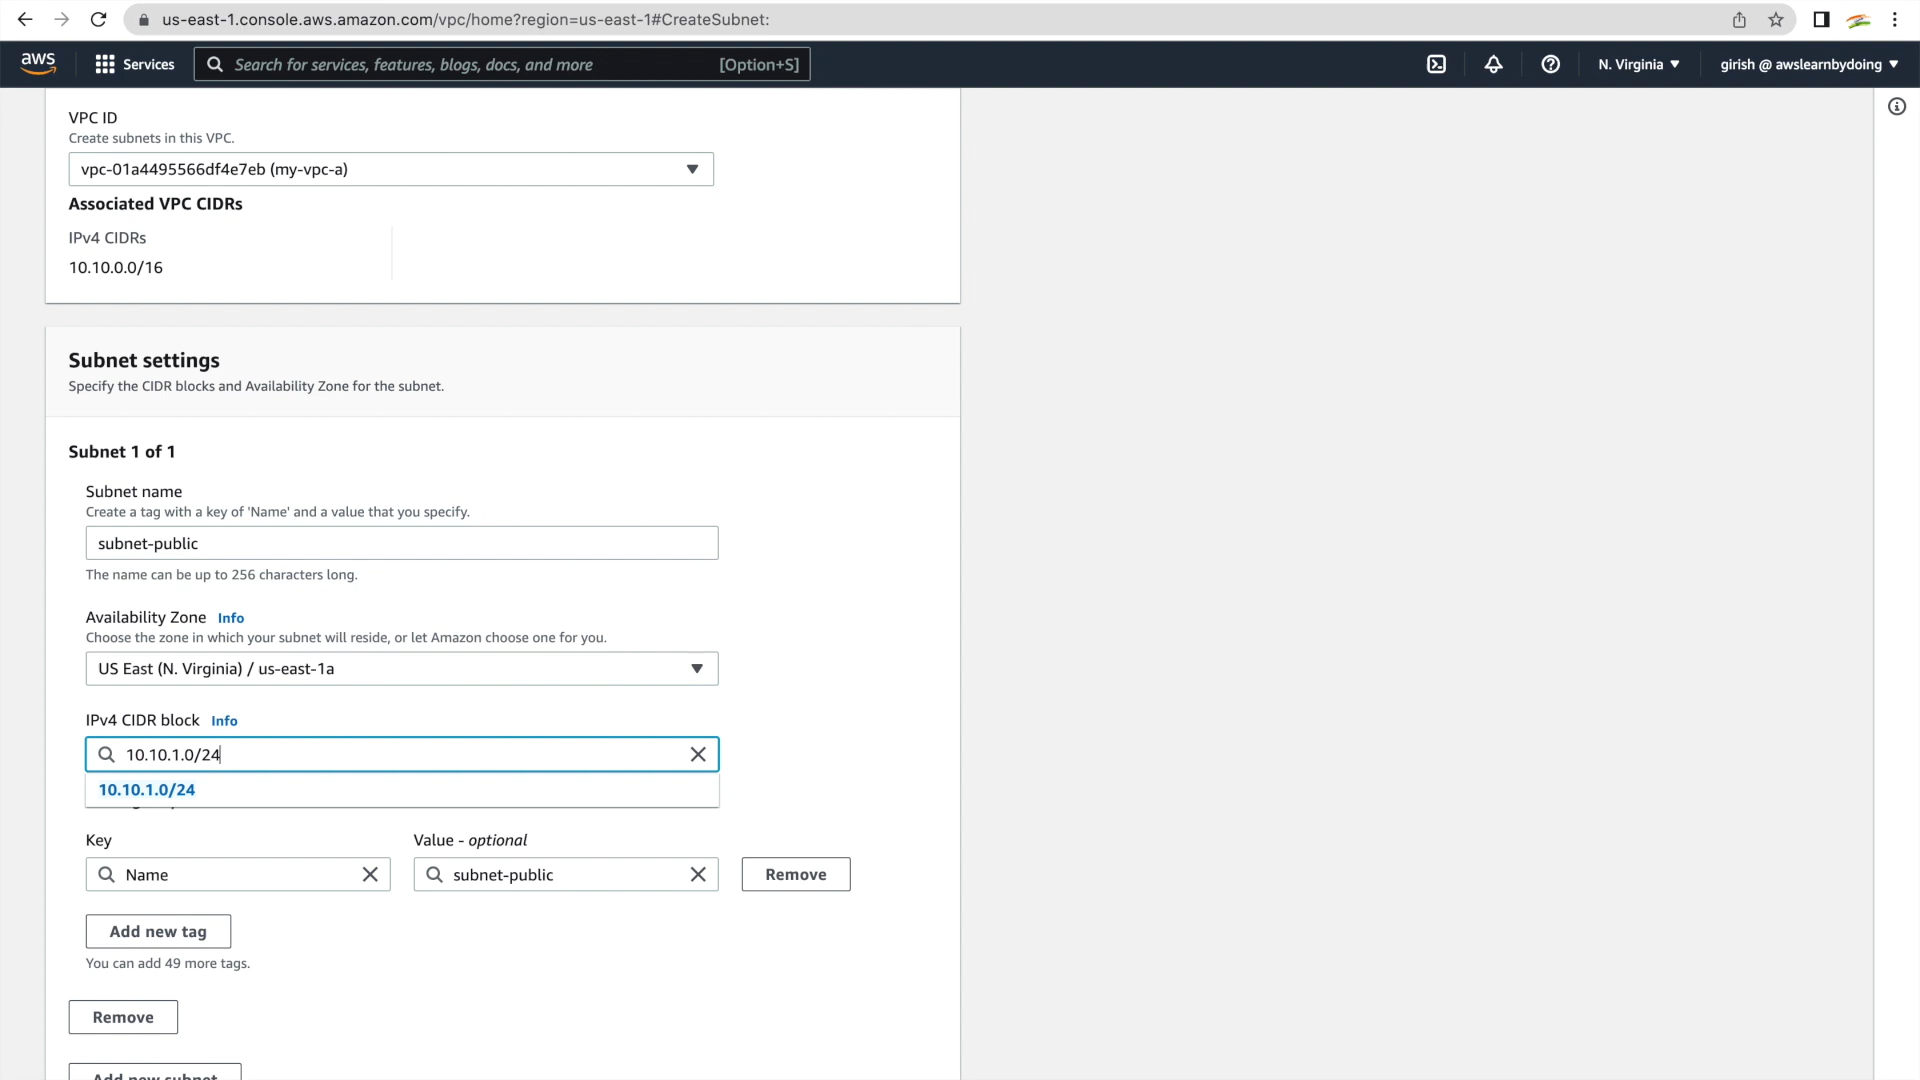 us-east-1.console.aws.amazon.com/vpc/home?region=us-east-1#CreateSubnet:
aws
Services
Search for services, features, blogs, docs, and more
[Option+S]
N. Virginia
girish @ awslearnbydoing
VPC ID
Create subnets in this VPC.
vpc-01a4495566df4e7eb (my-vpc-a)
Associated VPC CIDRs
IPv4 CIDRs
10.10.0.0/16
Subnet settings
Specify the CIDR blocks and Availability Zone for the subnet.
Subnet 1 of 1
Subnet name
Create a tag with a key of 'Name' and a value that you specify.
subnet-public
The name can be up to 256 characters long.
Availability Zone Info
Choose the zone in which your subnet will reside, or let Amazon choose one for you.
US East (N. Virginia) / us-east-1a
IPv4 CIDR block Info
10.10.1.0/24
10.10.1.0/24
Key
Value - optional
Name
subnet-public
Remove
Add new tag
You can add 49 more tags.
Remove
Add new subnet